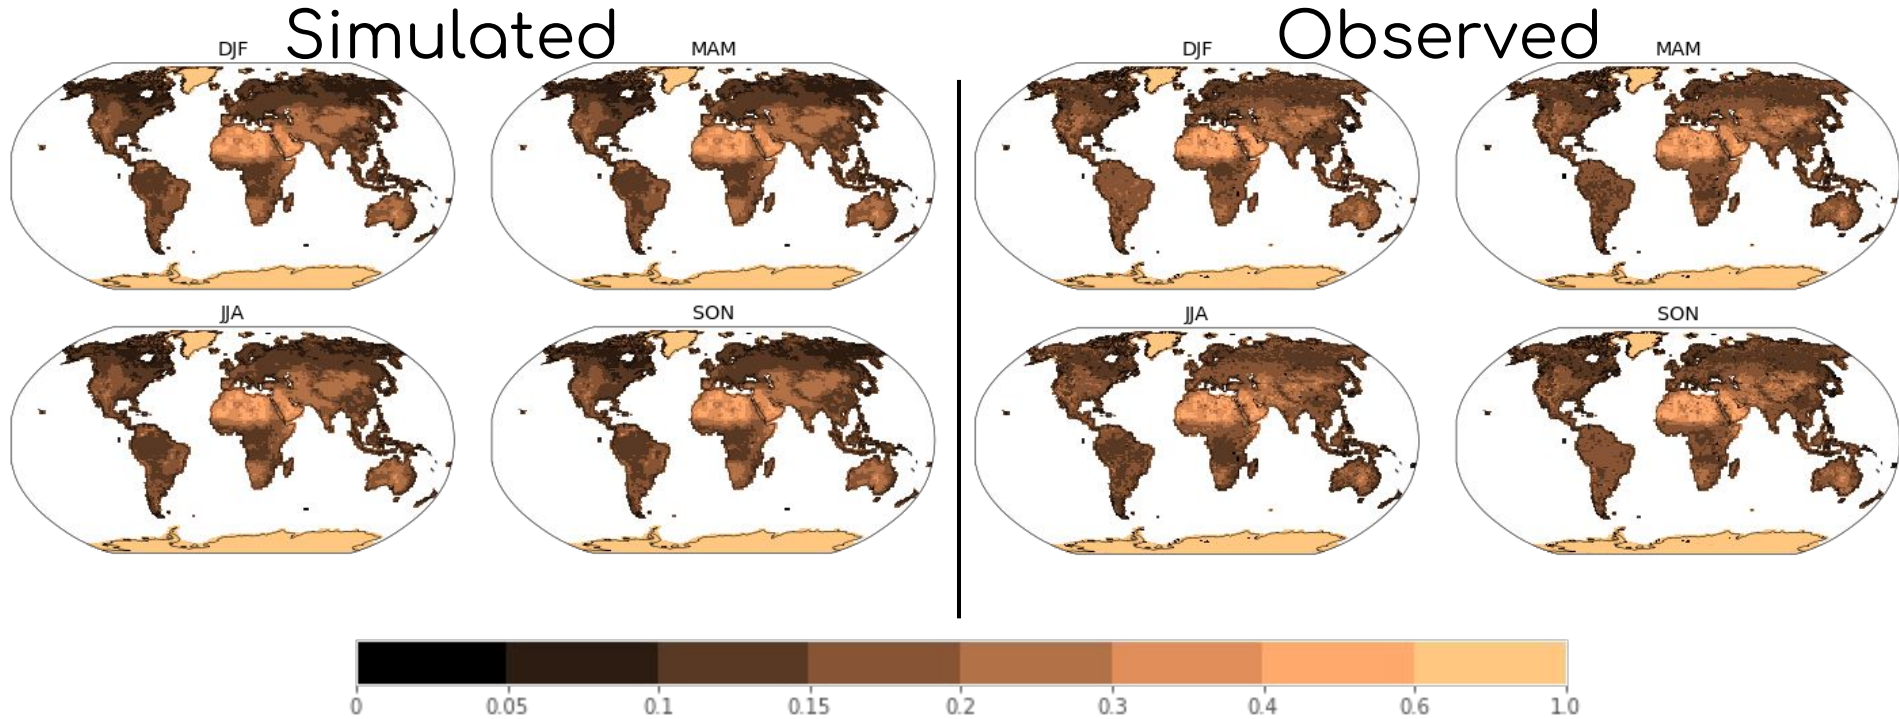 Simulated
Observed
DJF
MAM
DJF
MAM
JJA
SON
JJA
SON
0 0.05 0.1 0.15 0.2 0.3 0.4 0.6 1.0